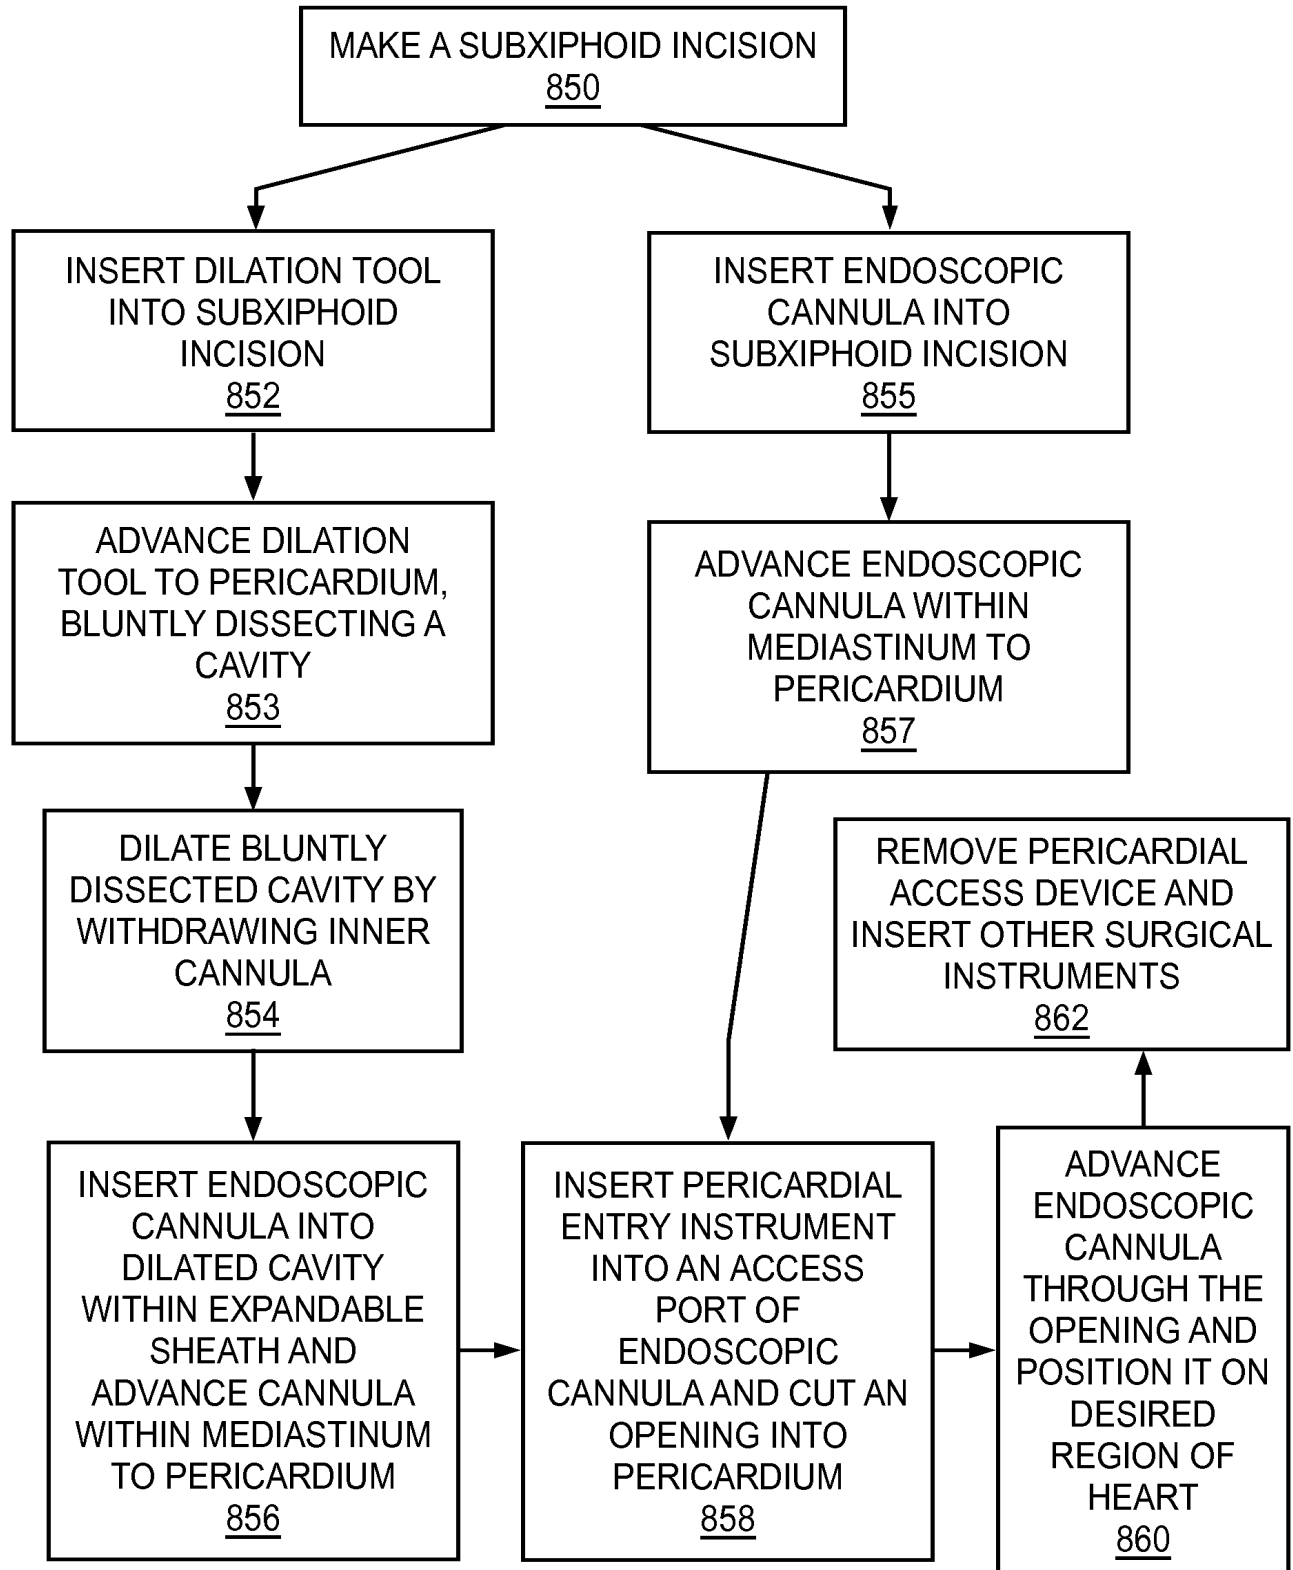 MAKE A SUBXIPHOID INCISION
850
INSERT DILATION TOOL
INTO SUBXIPHOID
INCISION
852
INSERT ENDOSCOPIC
CANNULA INTO
SUBXIPHOID INCISION
855
ADVANCE DILATION
TOOL TO PERICARDIUM,
BLUNTLY DISSECTING A
CAVITY
853
ADVANCE ENDOSCOPIC
CANNULA WITHIN
MEDIASTINUM TO
PERICARDIUM
857
DILATE BLUNTLY
DISSECTED CAVITY BY
WITHDRAWING INNER
CANNULA
854
REMOVE PERICARDIAL
ACCESS DEVICE AND
INSERT OTHER SURGICAL
INSTRUMENTS
862
INSERT ENDOSCOPIC
CANNULA INTO
DILATED CAVITY
WITHIN EXPANDABLE
SHEATH AND
ADVANCE CANNULA
WITHIN MEDIASTINUM
TO PERICARDIUM
856
INSERT PERICARDIAL
ENTRY INSTRUMENT
INTO AN ACCESS
PORT OF
ENDOSCOPIC
CANNULA AND CUT AN
OPENING INTO
PERICARDIUM
858
ADVANCE
ENDOSCOPIC
CANNULA
THROUGH THE
OPENING AND
POSITION IT ON
DESIRED
REGION OF
HEART
860